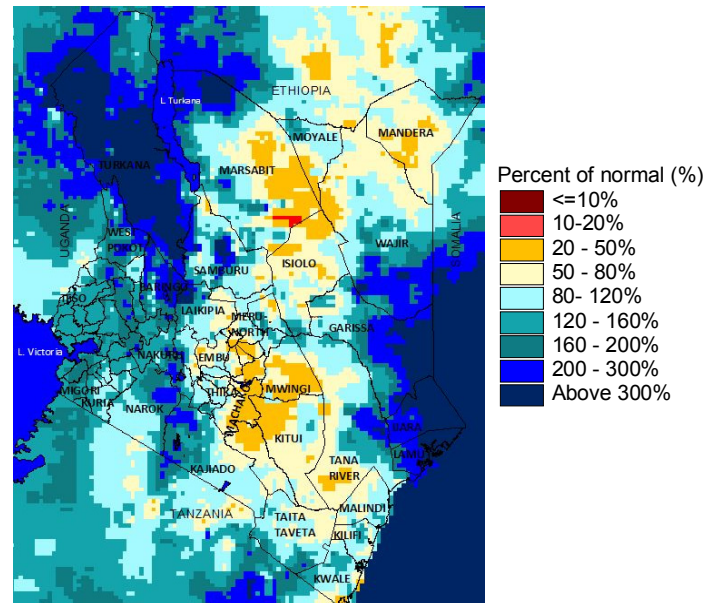 L. Turkana
ETHIOPIA
MOYALE
MANDERA
TURKANA
MARSABIT
UGANDA
WEST
POKOT
WAJIR
SOMALIA
ISIOLO
SAMBURU
BARINGO
TESO
LAIKIPIA
MERU
NORTH
GARISSA
L. Victoria
NAKURU
EMBU
THIKA
MACHAKOS
MWINGI
MIGORI
KURIA
NAROK
KITUI
IJARA
LAMU
KAJIADO
TANA
RIVER
TANZANIA
TAITA
TAVETA
MALINDI
KILIFI
KWALE
Percent of normal (%)
<=10%
10-20%
20 - 50%
50 - 80%
80- 120%
120 - 160%
160 - 200%
200 - 300%
Above 300%